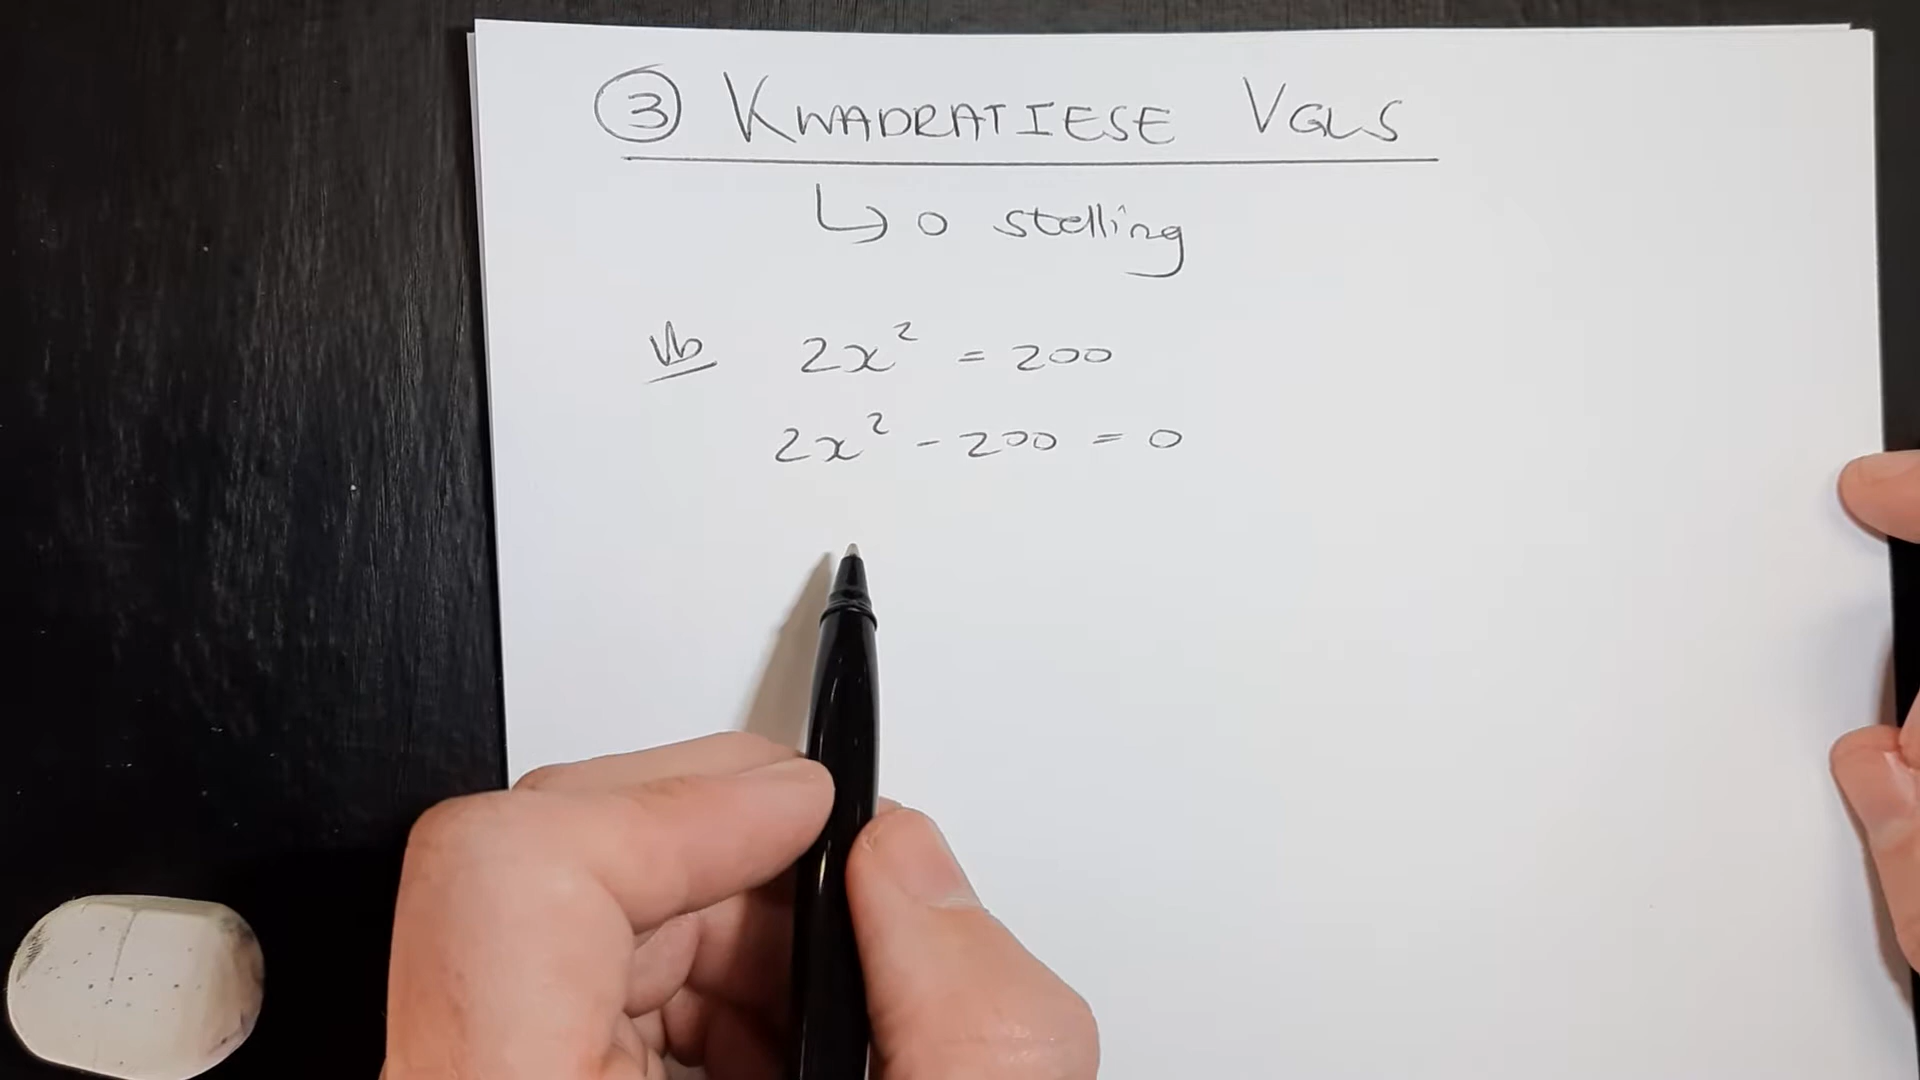 ③ KWADRATIESE VGLS
↳ 0 stelling
Vb 2x² = 200
2x² - 200 = 0